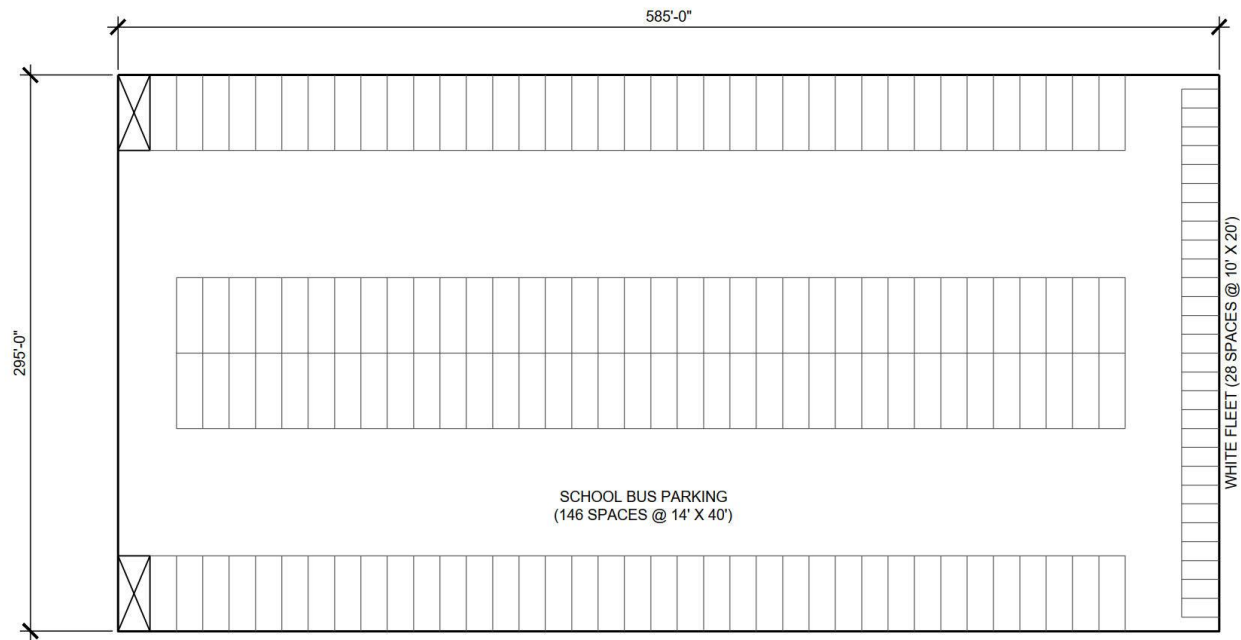 585'-0"
295'-0"
WHITE FLEET (28 SPACES @ 10' X 20')
SCHOOL BUS PARKING
(146 SPACES @ 14' X 40')